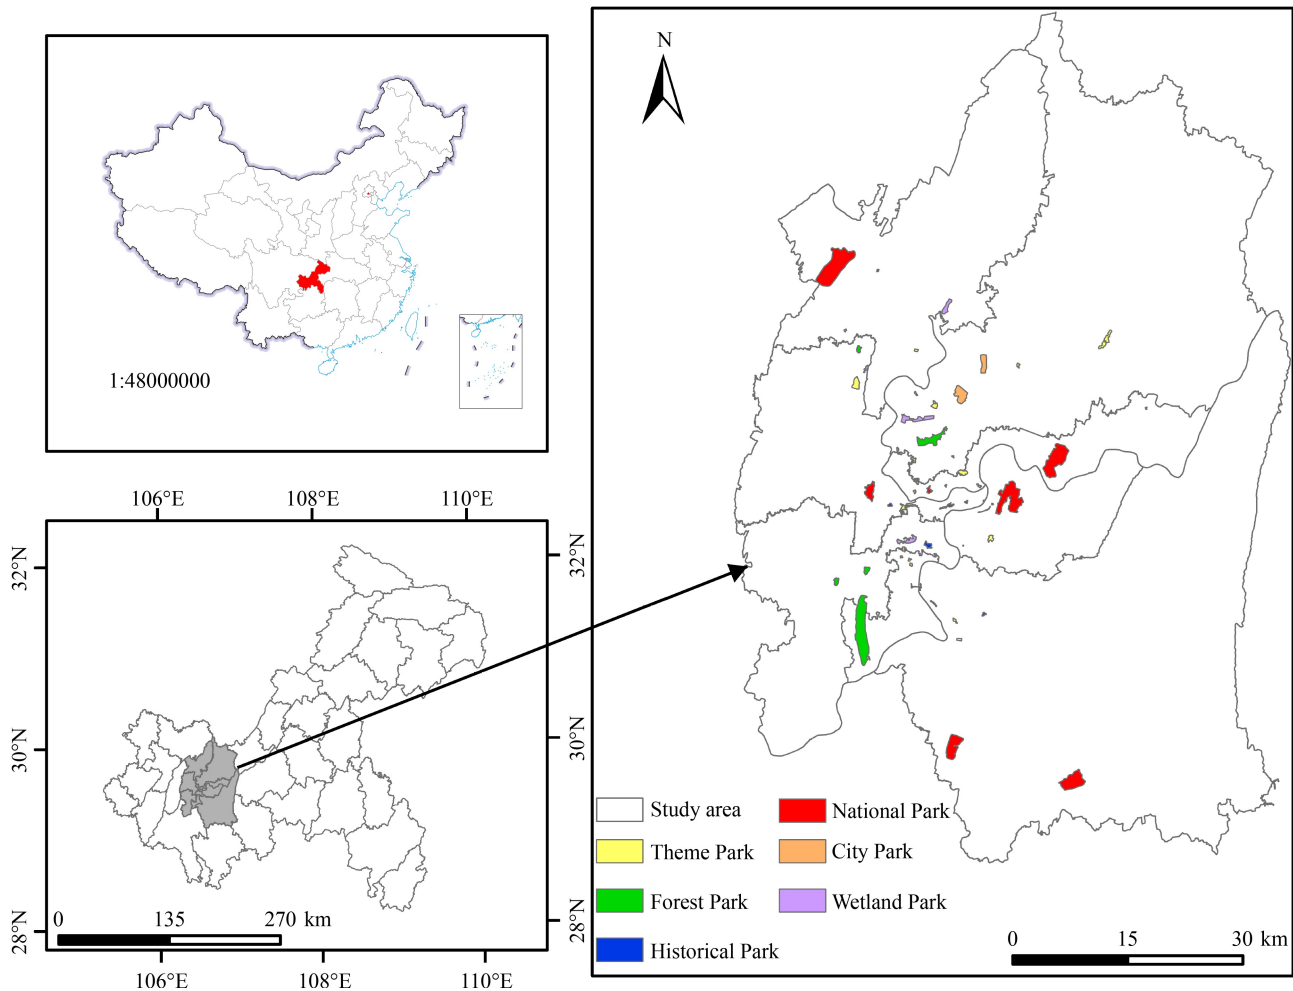 1:48000000
106°E 108°E 110°E
32°N
30°N
28°N
32°N
30°N
28°N
0 135 270 km
106°E 108°E 110°E
N
Study area
National Park
Theme Park
City Park
Forest Park
Wetland Park
Historical Park
0 15 30 km